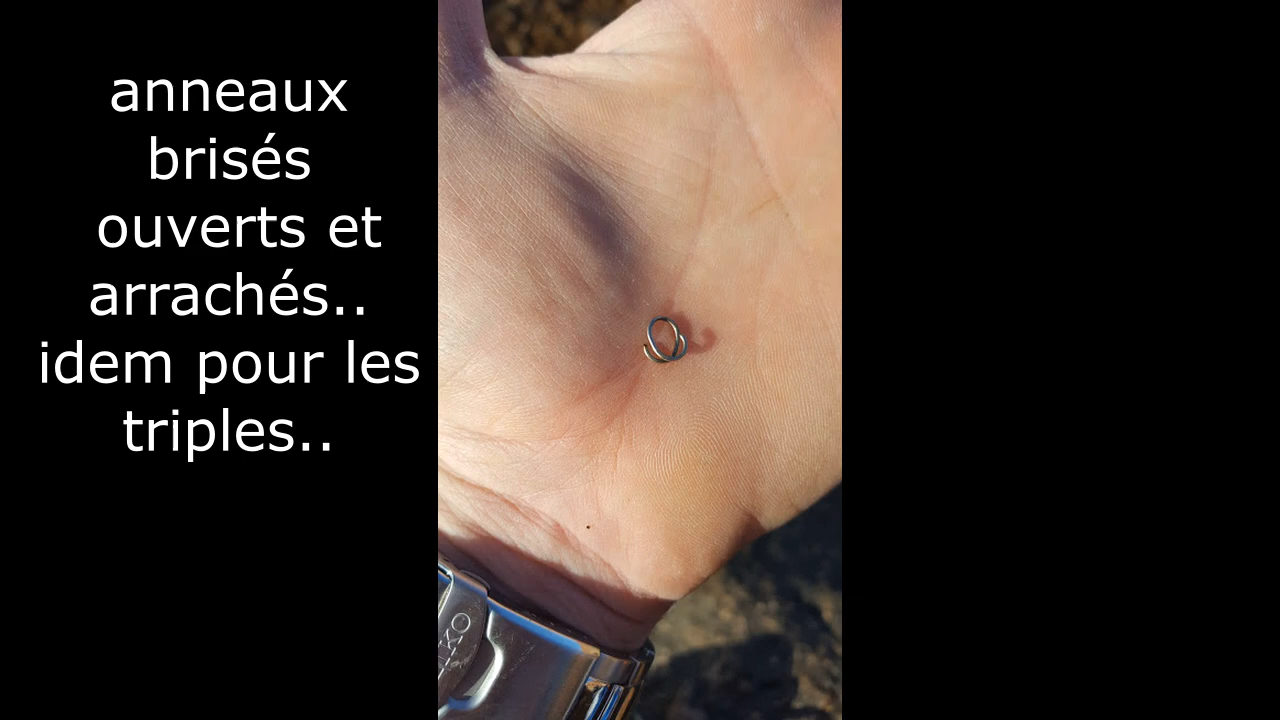 anneaux
brisés
ouverts et
arrachés..
idem pour les
triples..